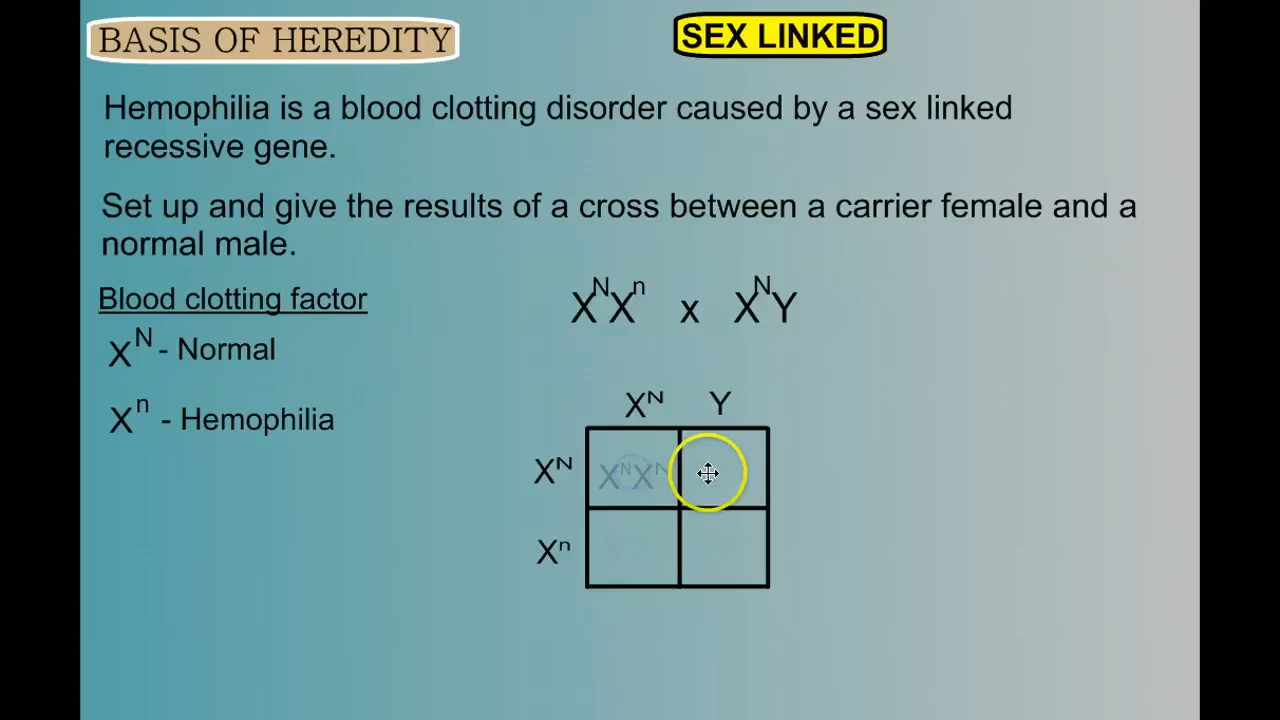 BASIS OF HEREDITY
SEX LINKED
Hemophilia is a blood clotting disorder caused by a sex linked
recessive gene.
Set up and give the results of a cross between a carrier female and a
normal male.
Blood clotting factor
X^N - Normal
X^n - Hemophilia
X^N X^n x X^N Y
X^N Y
X^N X^N X^N
X^n